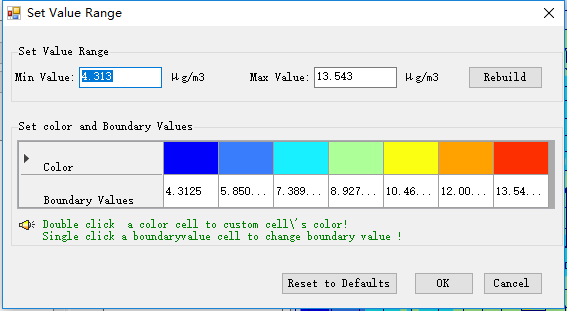 Set Value Range
Set Value Range
Min Value: 4.313 μg/m3 Max Value: 13.543 μg/m3 Rebuild
Set color and Boundary Values
Color
Boundary Values 4.3125 5.850... 7.389... 8.927... 10.46... 12.00... 13.54...
Double click a color cell to custom cell\'s color!
Single click a boundaryvalue cell to change boundary value !
Reset to Defaults OK Cancel